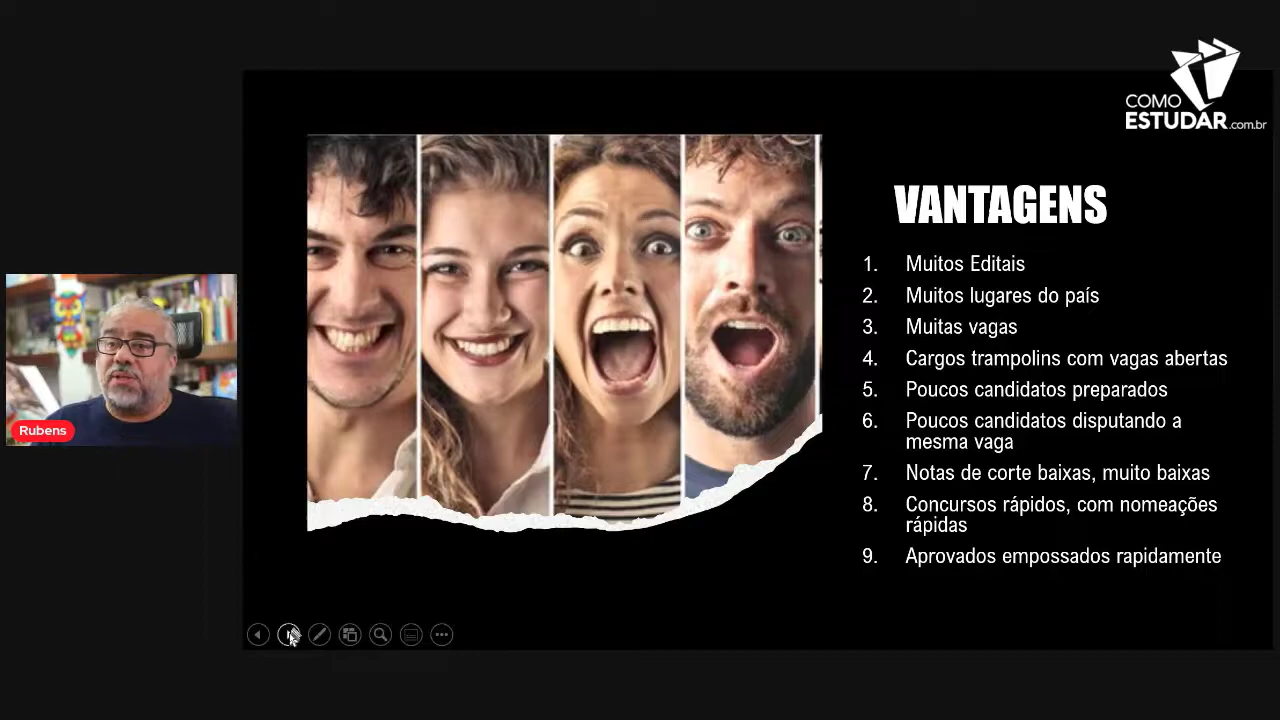 COMO
ESTUDAR.com.br
VANTAGENS
1. Muitos Editais
2. Muitos lugares do país
3. Muitas vagas
4. Cargos trampolins com vagas abertas
5. Poucos candidatos preparados
6. Poucos candidatos disputando a
mesma vaga
7. Notas de corte baixas, muito baixas
8. Concursos rápidos, com nomeações
rápidas
9. Aprovados empossados rapidamente
Rubens